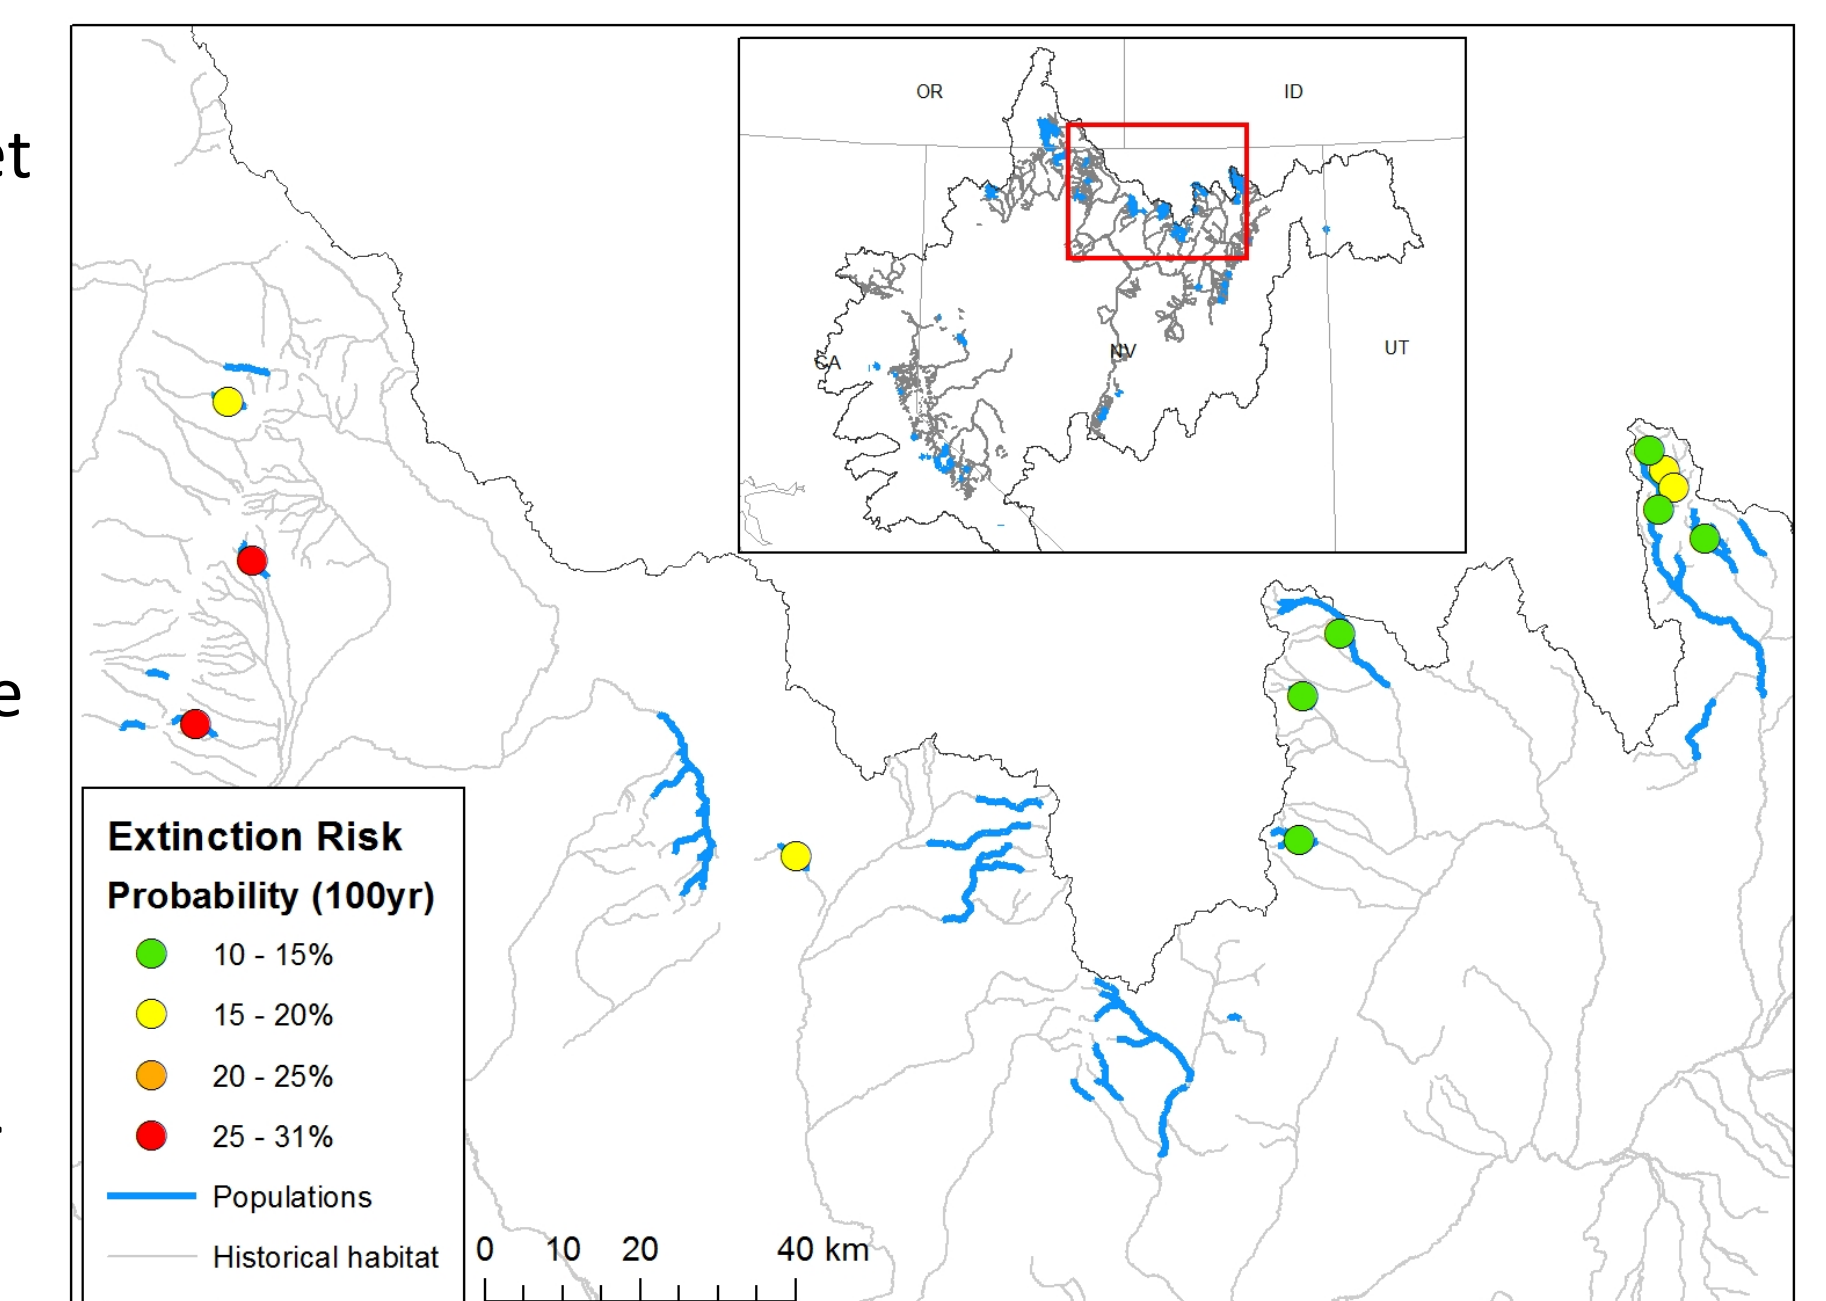 et
e
OR
ID
CA
NV
UT
Extinction Risk
Probability (100yr)
10 - 15%
15 - 20%
20 - 25%
25 - 31%
Populations
Historical habitat
0 10 20 40 km